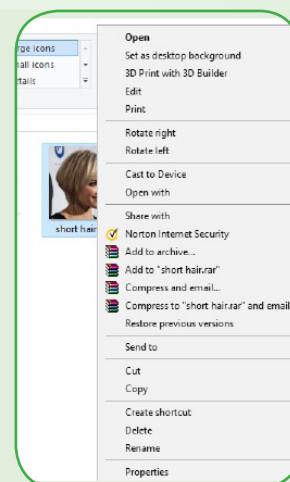 rge icons
nall icons
etails
short hair
Open
Set as desktop background
3D Print with 3D Builder
Edit
Print
Rotate right
Rotate left
Cast to Device
Open with
Share with
Norton Internet Security
Add to archive...
Add to "short hair.rar"
Compress and email...
Compress to "short hair.rar" and email
Restore previous versions
Send to
Cut
Copy
Create shortcut
Delete
Rename
Properties